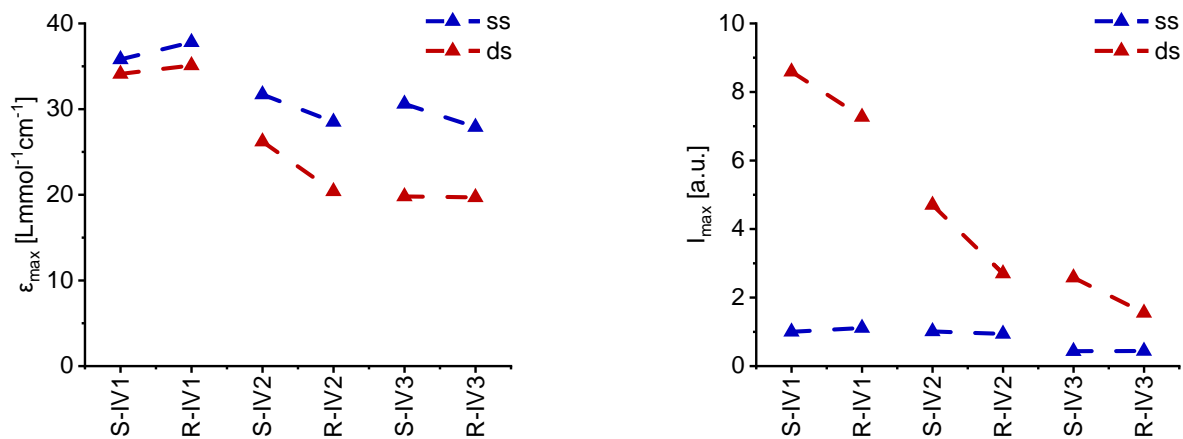 ss
ds
40
30
20
10
0
εmax [Lmmol-1cm-1]
S-IV1
R-IV1
S-IV2
R-IV2
S-IV3
R-IV3
ss
ds
10
8
6
4
2
0
Imax [a.u.]
S-IV1
R-IV1
S-IV2
R-IV2
S-IV3
R-IV3